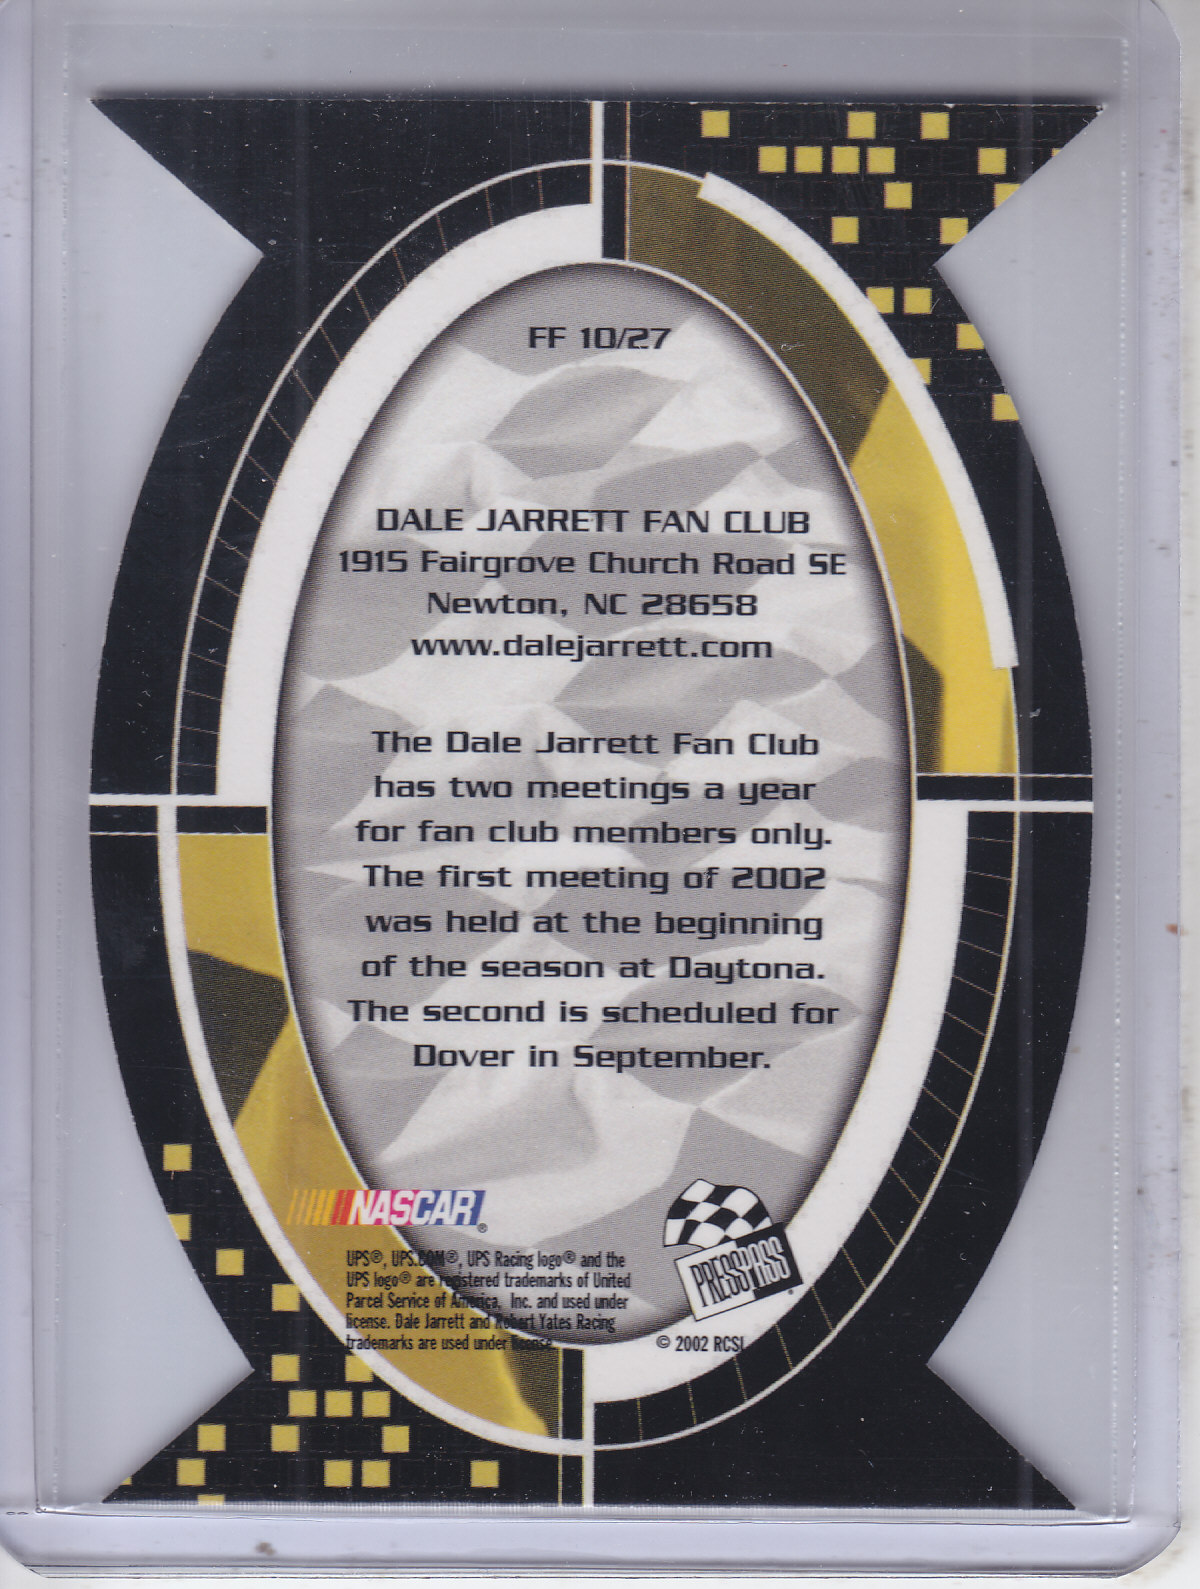 FF 10/27
DALE JARRETT FAN CLUB
1915 Fairgrove Church Road SE
Newton, NC 28658
www.dalejarrett.com
The Dale Jarrett Fan Club
has two meetings a year
for fan club members only.
The first meeting of 2002
was held at the beginning
of the season at Daytona.
The second is scheduled for
Dover in September.
NASCAR®
PRESS PASS
UPS®, UPS.COM®, UPS Racing logo® and the
UPS logo® are registered trademarks of United
Parcel Service of America, Inc. and used under
license. Dale Jarrett and Robert Yates Racing
trademarks are used under license.
© 2002 RCSI